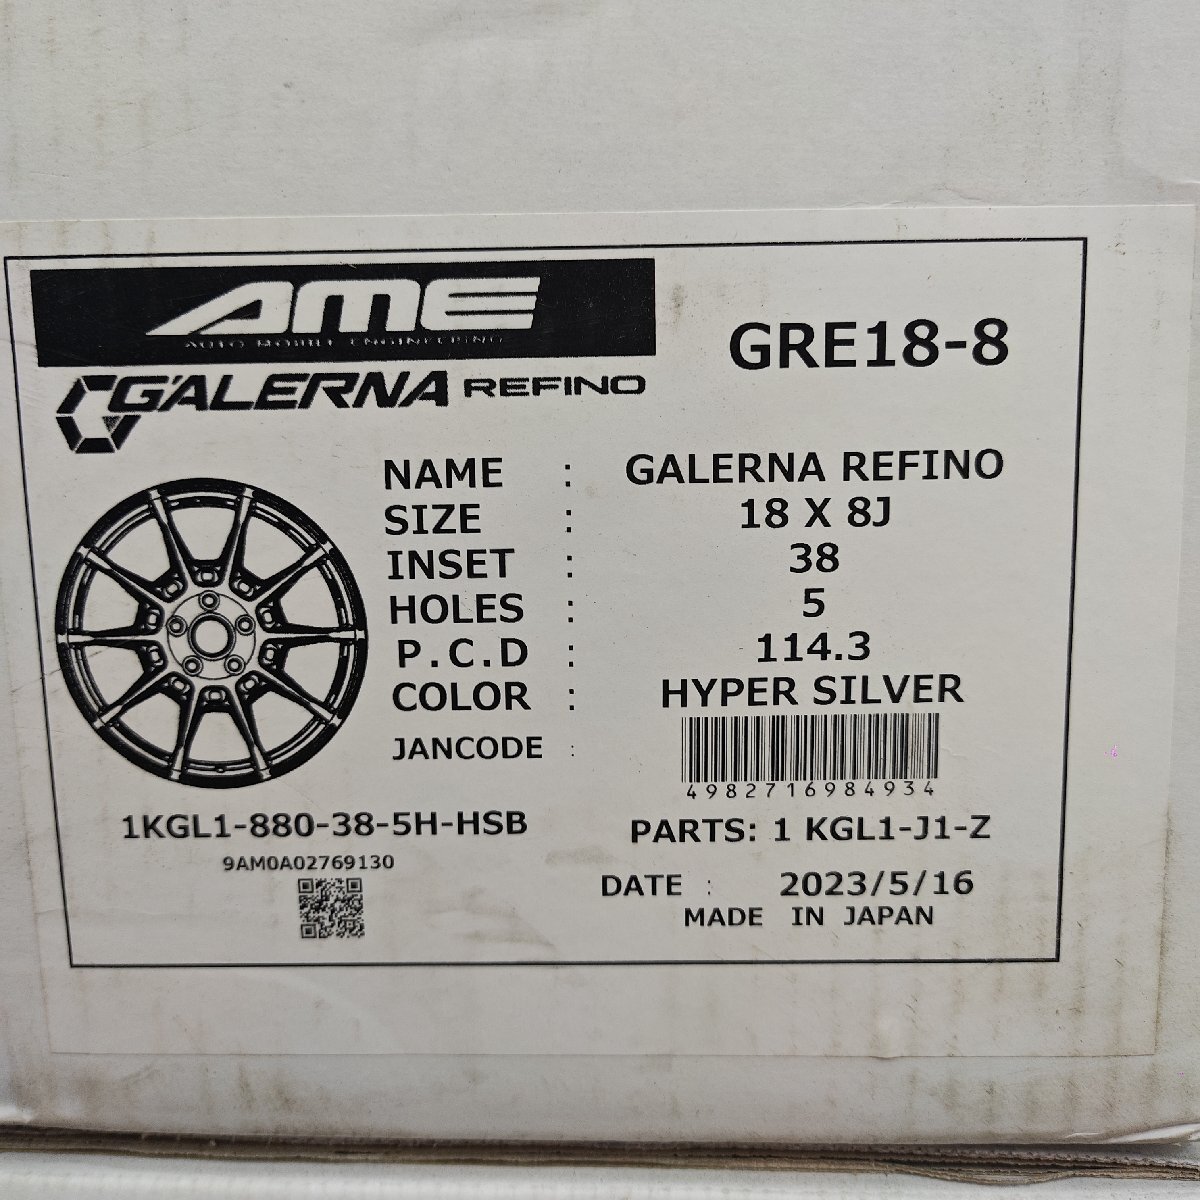 AME
AUTO MOBILE ENGINEERING
GALERNA REFINO
GRE18-8
NAME : GALERNA REFINO
SIZE : 18 X 8J
INSET : 38
HOLES : 5
P.C.D : 114.3
COLOR : HYPER SILVER
JANCODE :
4982716984934
1KGL1-880-38-5H-HSB
PARTS: 1 KGL1-J1-Z
9AM0A02769130
DATE : 2023/5/16
MADE IN JAPAN